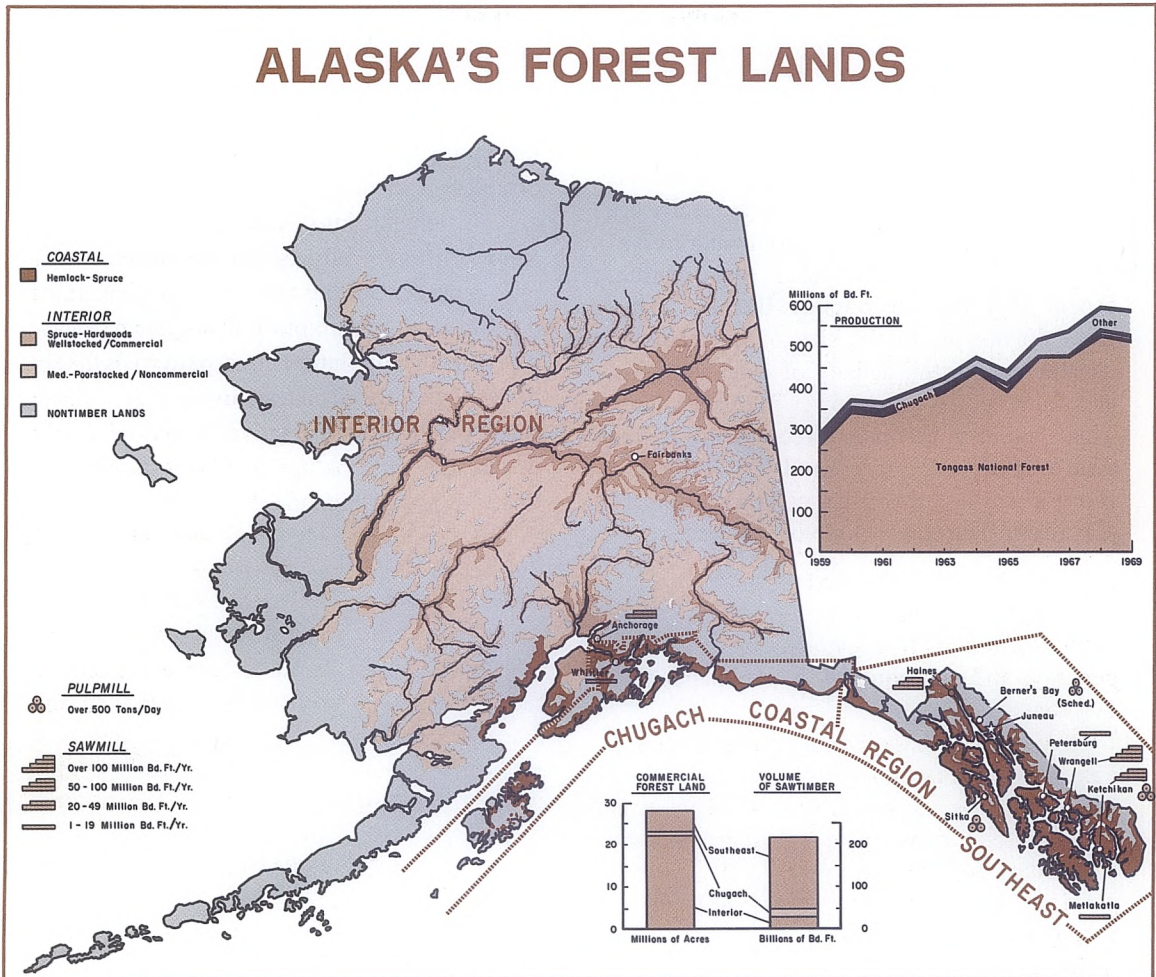 ALASKA'S FOREST LANDS
COASTAL
Hemlock-Spruce
INTERIOR
Spruce-Hardwoods
Wellstocked/Commercial
Med.-Poorstocked/Noncommercial
NONTIMBER LANDS
INTERIOR REGION
Fairbanks
Anchorage
Whittier
Millions of Bd. Ft.
PRODUCTION
600
500
400
300
200
100
0
1959
1961
1963
1965
1967
1969
Other
Chugach
Tongass National Forest
PULPMILL
Over 500 Tons/Day
SAWMILL
Over 100 Million Bd. Ft./Yr.
50-100 Million Bd. Ft./Yr.
20-49 Million Bd. Ft./Yr.
1-19 Million Bd. Ft./Yr.
CHUGACH
COASTAL REGION
SOUTHEAST
Haines
Berner's Bay
(Sched.)
Juneau
Petersburg
Wrangell
Ketchikan
Sitka
Metlakatla
COMMERCIAL
FOREST LAND
30
20
10
0
Millions of Acres
Southeast
Chugach
Interior
VOLUME
OF SAWTIMBER
200
100
0
Billions of Bd. Ft.